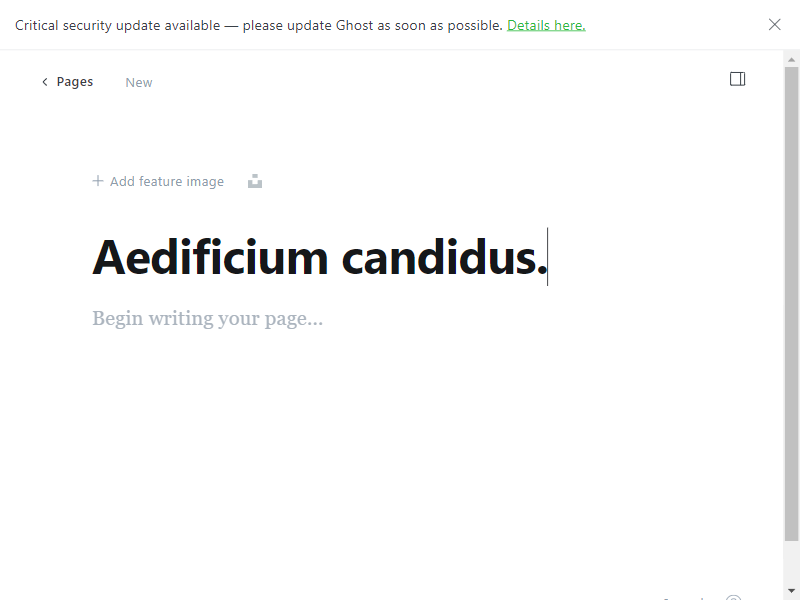 Critical security update available — please update Ghost as soon as possible. Details here.
Pages
New
Add feature image
Aedificium candidus.
Begin writing your page...